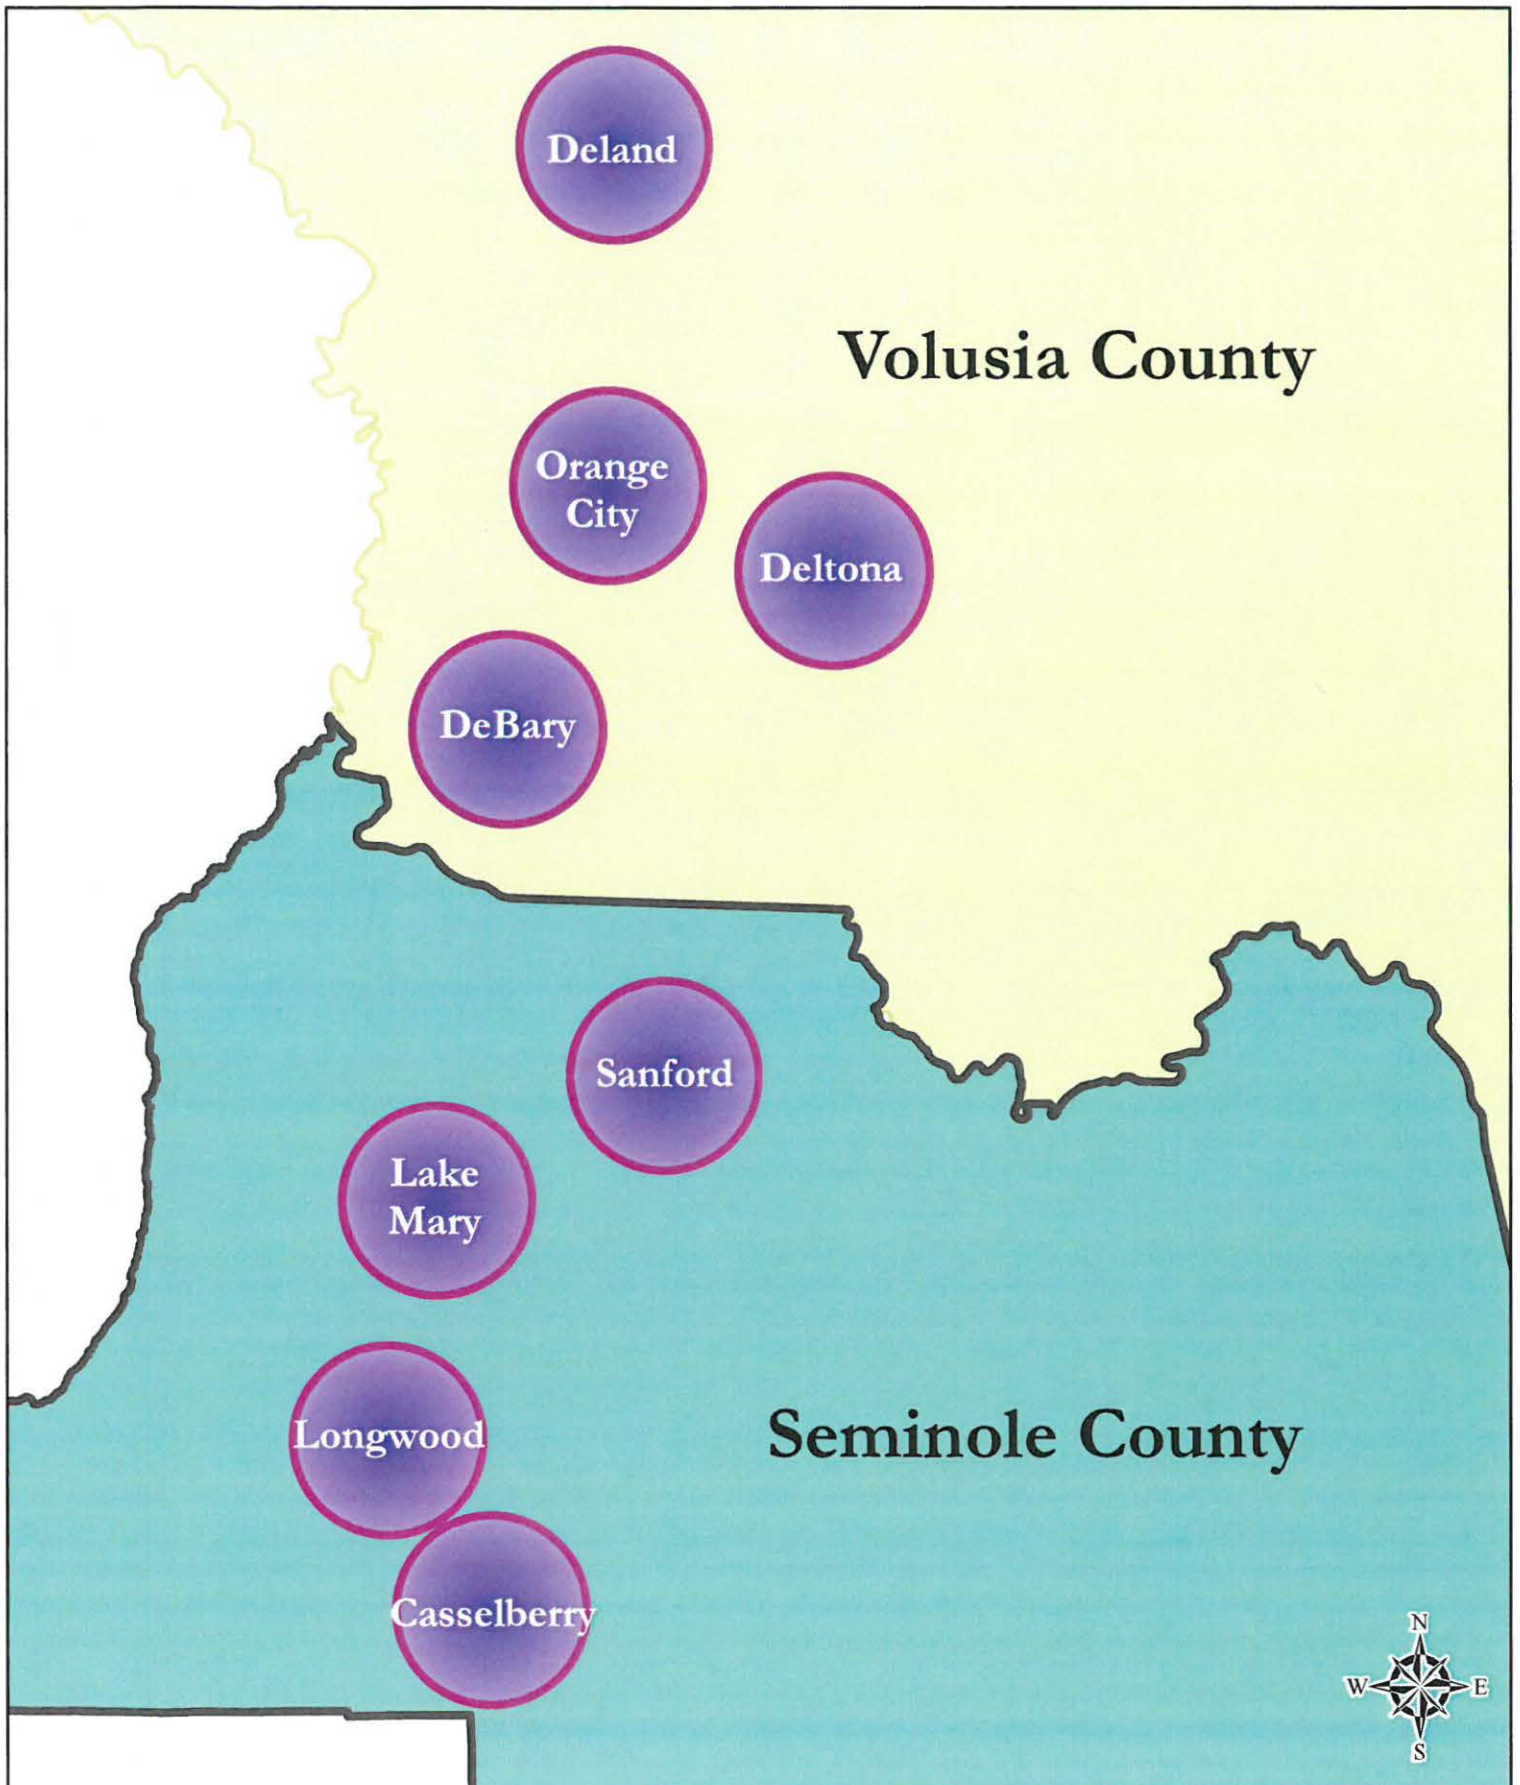 Deland
Volusia County
Orange
City
Deltona
DeBary
Sanford
Lake
Mary
Longwood
Seminole County
Casselberry
N
W
E
S